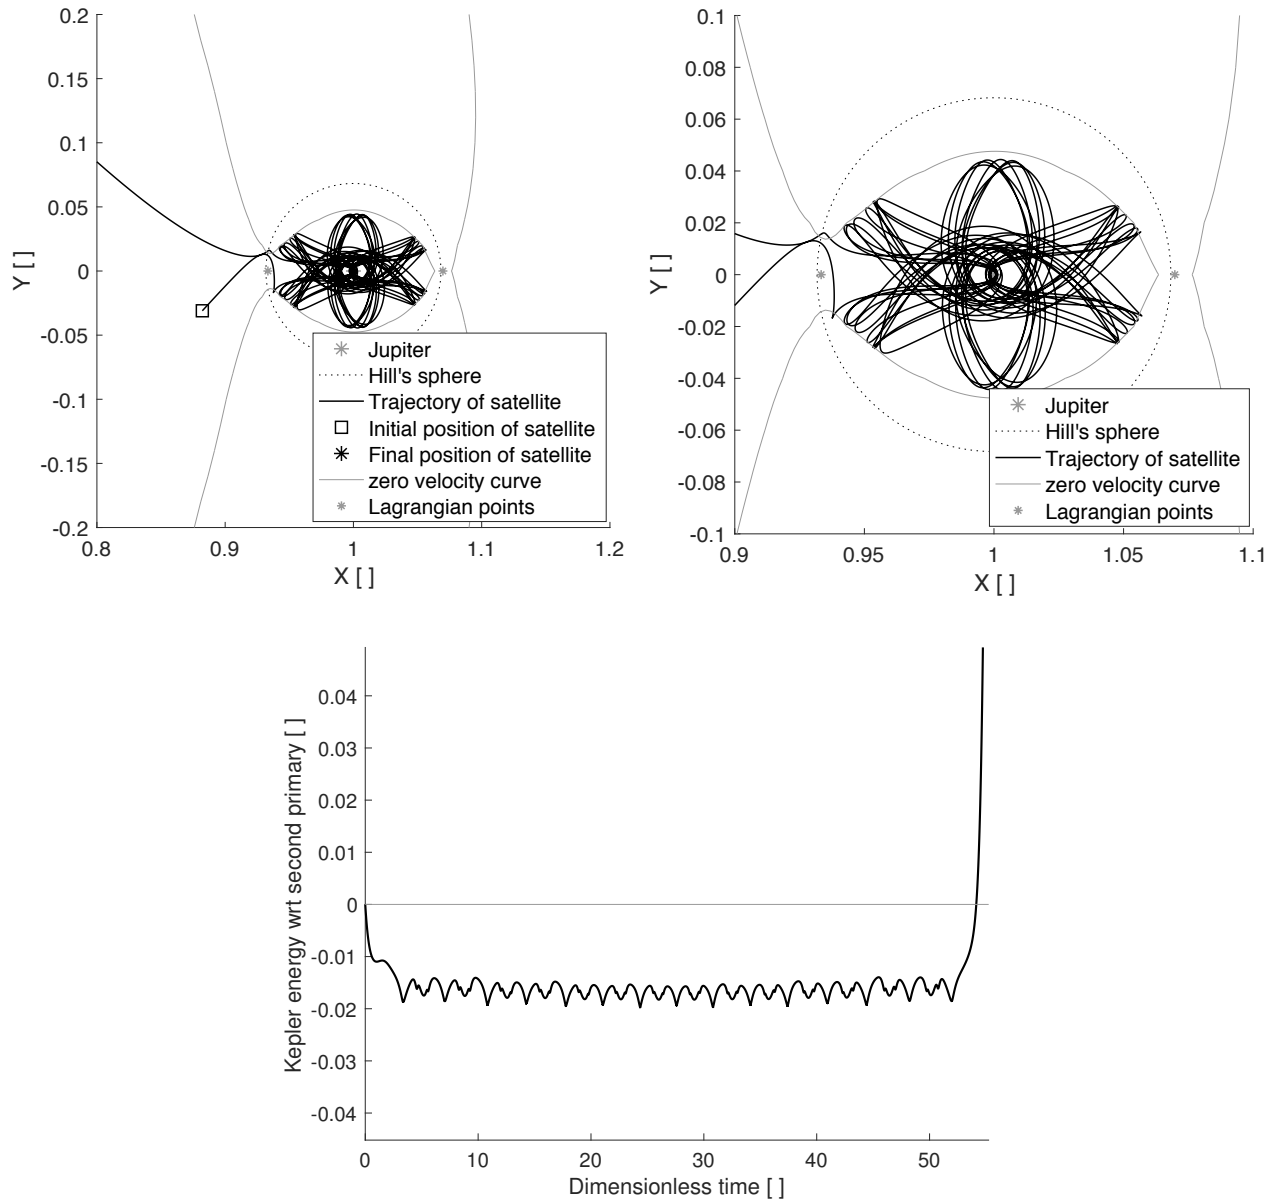 0.2
0.15
0.1
0.05
0
-0.05
-0.1
-0.15
-0.2
Y [ ]
0.8
0.9
1
1.1
1.2
X [ ]
Jupiter
Hill's sphere
Trajectory of satellite
Initial position of satellite
Final position of satellite
zero velocity curve
Lagrangian points
0.1
0.08
0.06
0.04
0.02
0
-0.02
-0.04
-0.06
-0.08
-0.1
Y [ ]
0.9
0.95
1
1.05
1.1
X [ ]
Jupiter
Hill's sphere
Trajectory of satellite
zero velocity curve
Lagrangian points
0.04
0.03
0.02
0.01
0
-0.01
-0.02
-0.03
-0.04
Kepler energy wrt second primary [ ]
0
10
20
30
40
50
Dimensionless time [ ]